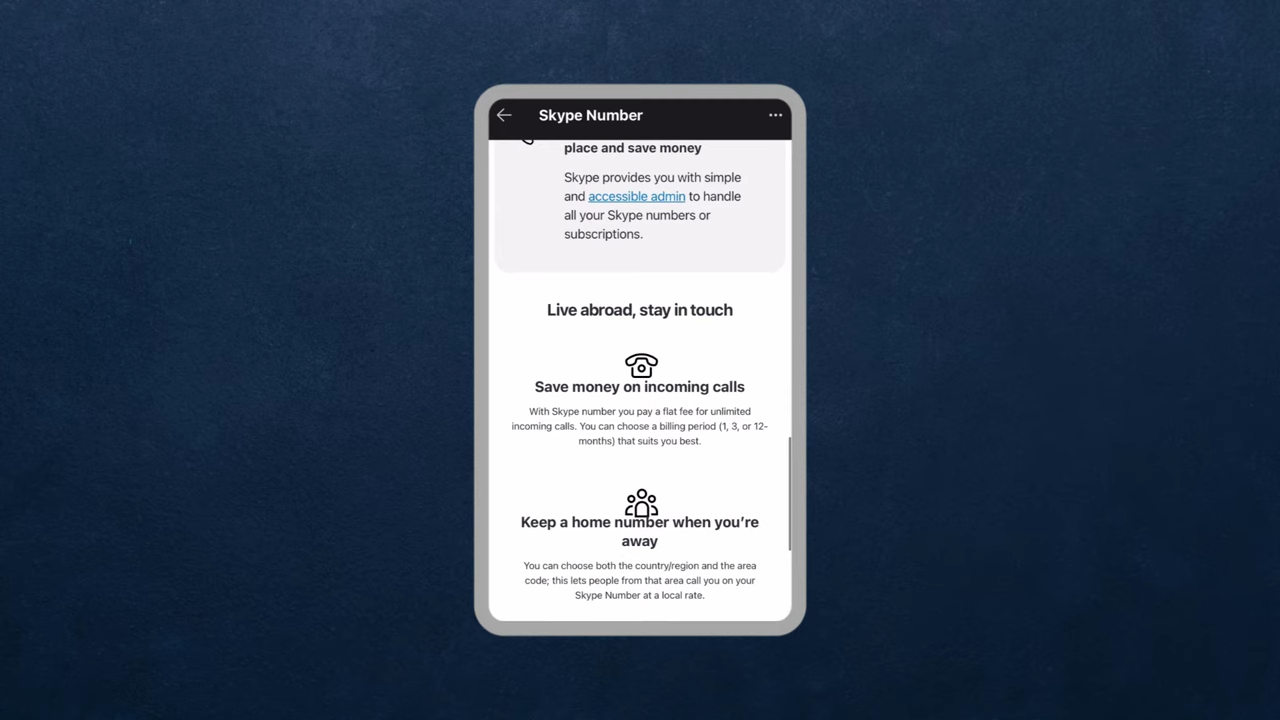 Skype Number
place and save money
Skype provides you with simple
and accessible admin to handle
all your Skype numbers or
subscriptions.
Live abroad, stay in touch
Save money on incoming calls
With Skype number you pay a flat fee for unlimited
incoming calls. You can choose a billing period (1, 3, or 12-
months) that suits you best.
Keep a home number when you’re
away
You can choose both the country/region and the area
code; this lets people from that area call you on your
Skype Number at a local rate.